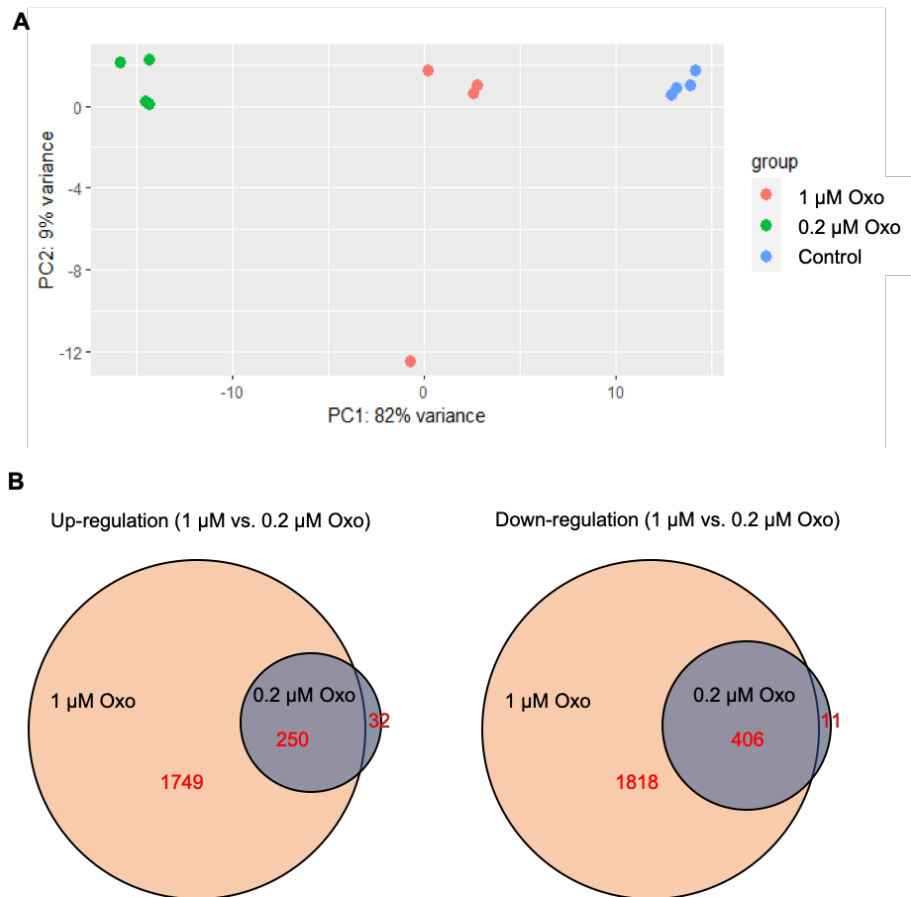 A
0
-4
-8
-12
PC2: 9% variance
-10
0
10
PC1: 82% variance
group
1 µM Oxo
0.2 µM Oxo
Control
B
Up-regulation (1 µM vs. 0.2 µM Oxo)
1 µM Oxo
0.2 µM Oxo
32
250
1749
Down-regulation (1 µM vs. 0.2 µM Oxo)
1 µM Oxo
0.2 µM Oxo
11
406
1818